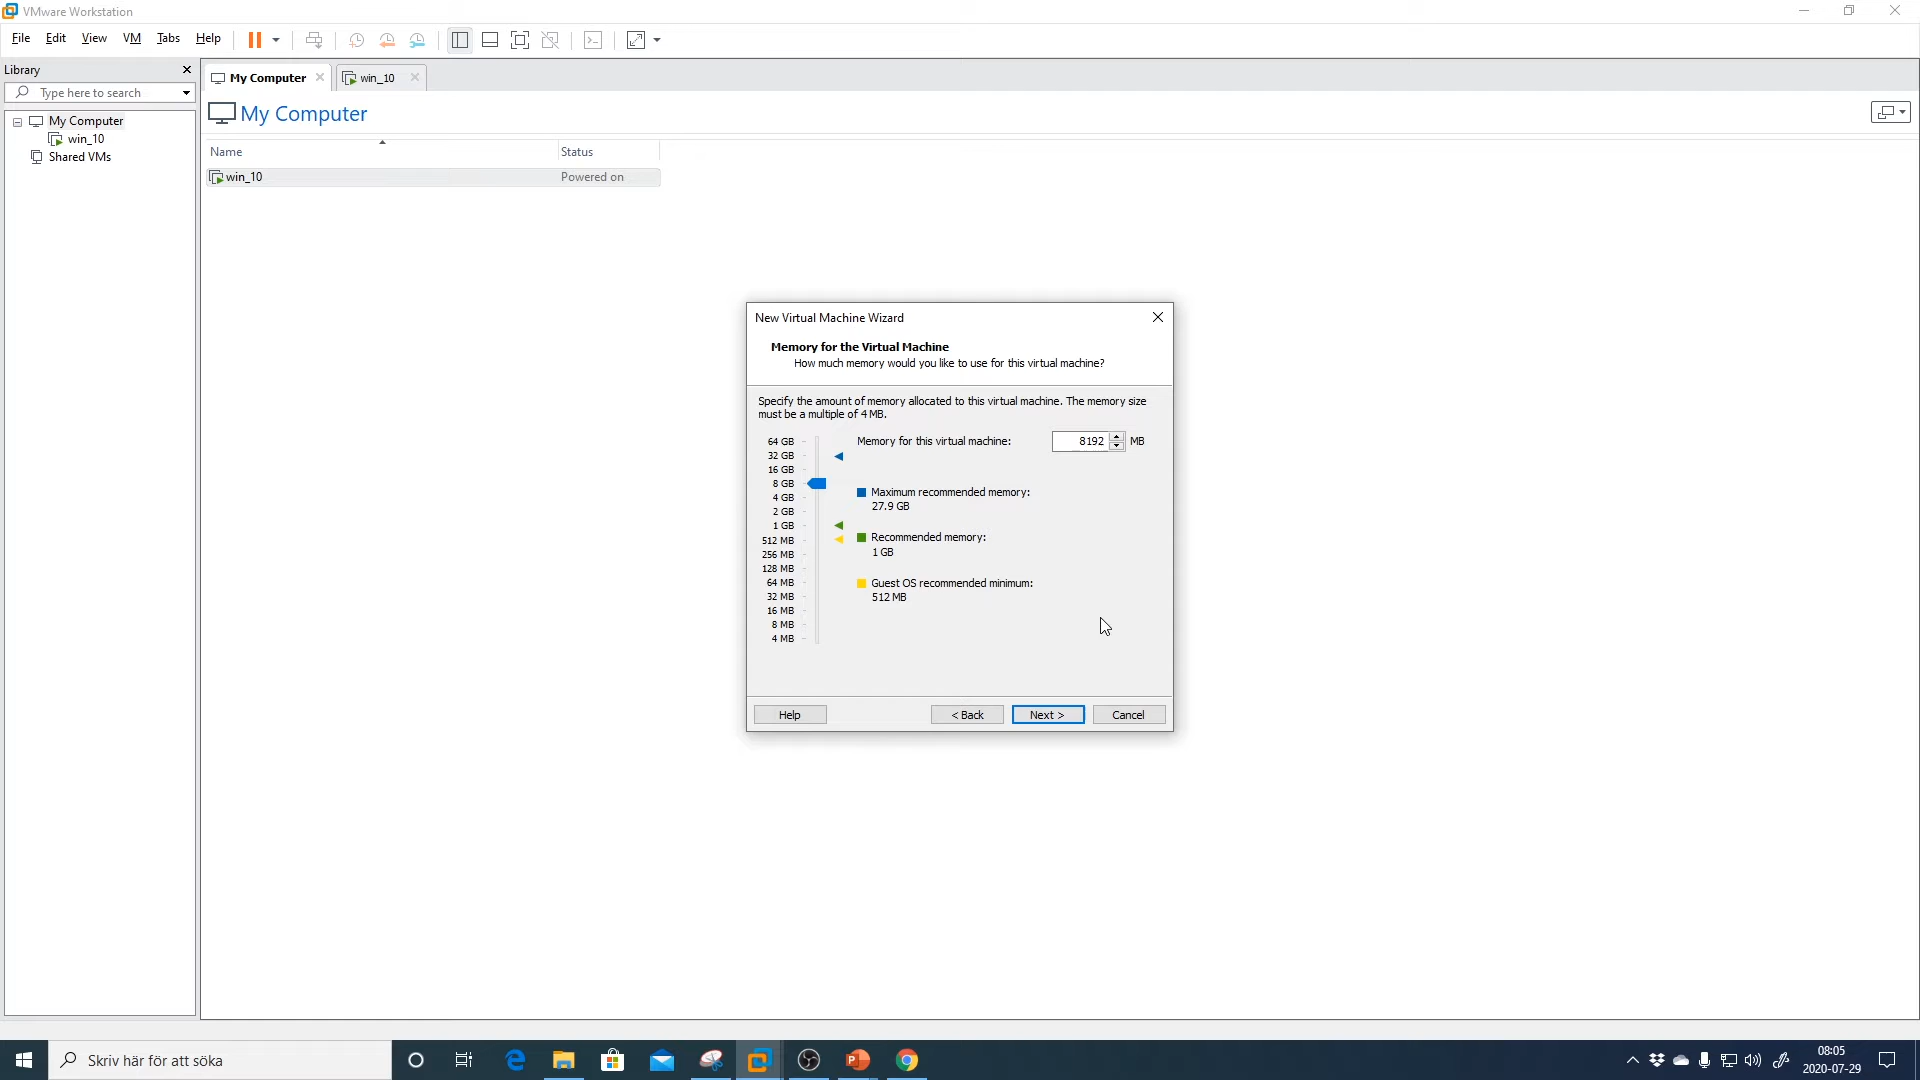 VMware Workstation
File Edit View VM Tabs Help
Library
Type here to search
My Computer
win_10
Shared VMs
My Computer
win_10
My Computer
Name Status
win_10 Powered on
New Virtual Machine Wizard
Memory for the Virtual Machine
How much memory would you like to use for this virtual machine?
Specify the amount of memory allocated to this virtual machine. The memory size
must be a multiple of 4 MB.
64 GB
32 GB
16 GB
8 GB
4 GB
2 GB
1 GB
512 MB
256 MB
128 MB
64 MB
32 MB
16 MB
8 MB
4 MB
Memory for this virtual machine: 8192 MB
Maximum recommended memory:
27.9 GB
Recommended memory:
1 GB
Guest OS recommended minimum:
512 MB
Help < Back Next > Cancel
Skriv här för att söka
08:05
2020-07-29